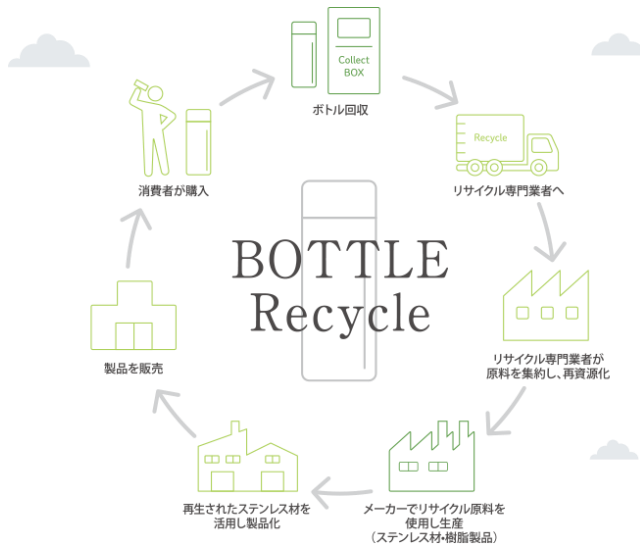 Collect
BOX
ボトル回収
Recycle
リサイクル専門業者へ
リサイクル専門業者が
原料を集約し、再資源化
メーカーでリサイクル原料を
使用し生産
(ステンレス材・樹脂製品)
再生されたステンレス材を
活用し製品化
製品を販売
消費者が購入
BOTTLE
Recycle